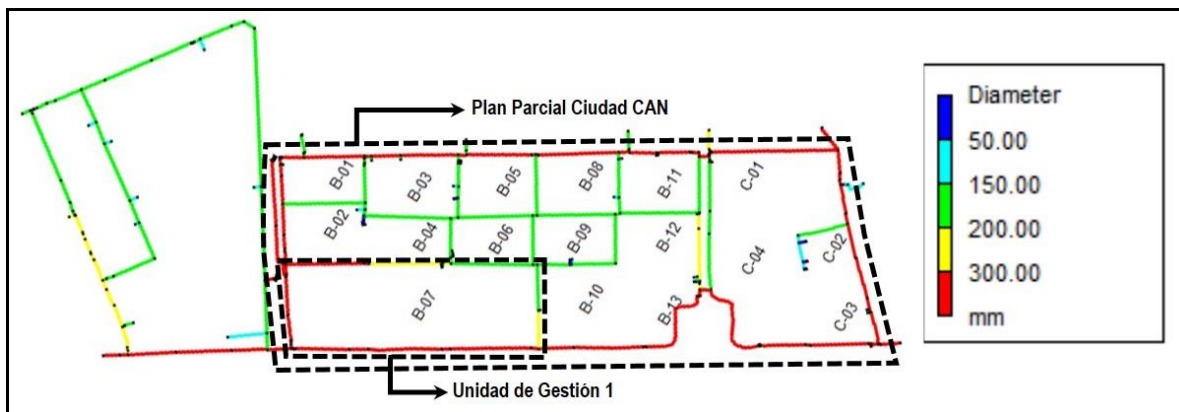 Plan Parcial Ciudad CAN
Diameter
50.00
150.00
200.00
300.00
mm
B-01
B-03
B-05
B-08
B-11
C-01
B-02
B-04
B-06
B-09
B-12
C-04
C-02
B-07
B-10
B-13
C-03
Unidad de Gestión 1